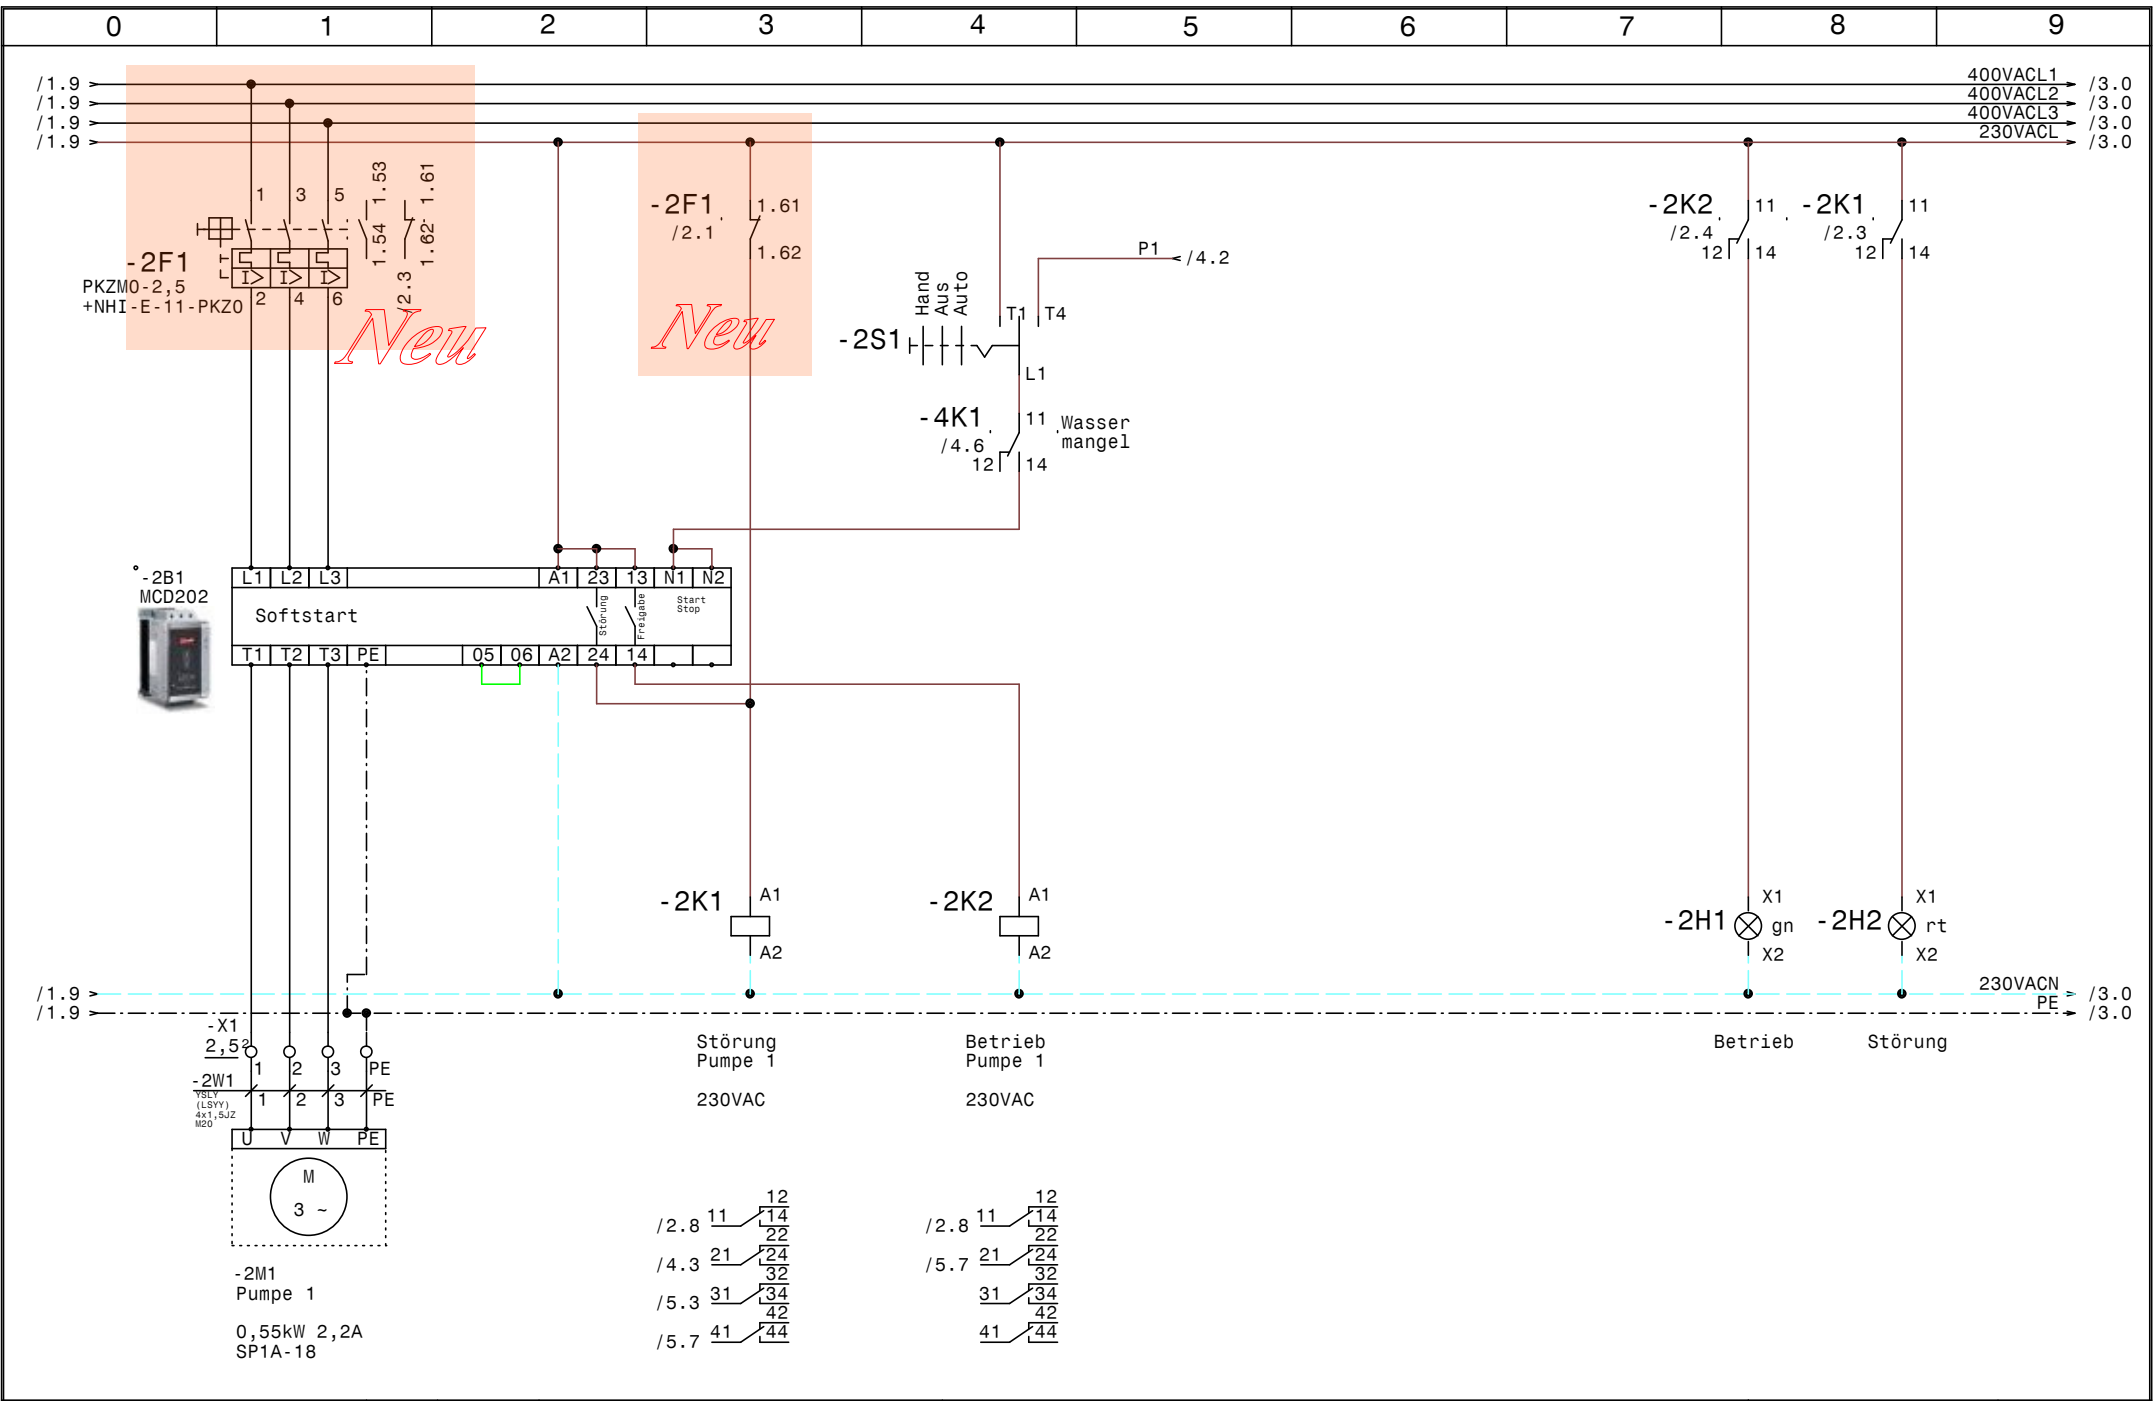 0 1 2 3 4 5 6 7 8 9
/1.9 400VACL1 /3.0
/1.9 400VACL2 /3.0
/1.9 400VACL3 /3.0
/1.9 230VACL /3.0
1 3 5 1.53 1.61
1.54 1.62
/2.3
-2F1
PKZM0-2,5
+NHI-E-11-PKZ0
2 4 6
Neu
-2F1 1.61
/2.1
1.62
Neu
P1 /4.2
Hand
Aus
Auto
T1 T4
-2S1
L1
-4K1 11 Wasser
/4.6 mangel
12 14
-2K2 11
/2.4
12 14
-2K1 11
/2.3
12 14
-2B1
MCD202
L1 L2 L3 A1 23 13 N1 N2
Softstart
Störung
Freigabe
Start
Stop
T1 T2 T3 PE 05 06 A2 24 14
-2K1 A1
A2
-2K2 A1
A2
-2H1 X1
gn
X2
-2H2 X1
rt
X2
/1.9 230VACN /3.0
/1.9 PE /3.0
-X1
2,5²
1 2 3 PE
-2W1
YSLY
(LSYY)
4x1,5JZ
M20
1 2 3 PE
U V W PE
M
3 ~
-2M1
Pumpe 1
0,55kW 2,2A
SP1A-18
Störung
Pumpe 1
230VAC
Betrieb
Pumpe 1
230VAC
Betrieb
Störung
12
/2.8 11 14
22
/4.3 21 24
32
/5.3 31 34
42
/5.7 41 44
12
/2.8 11 14
22
/5.7 21 24
32
31 34
42
41 44